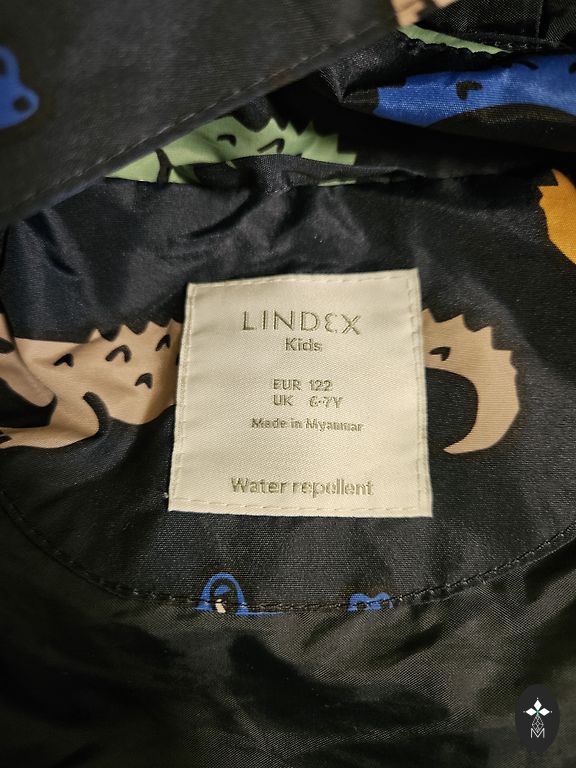 LINDEX
Kids
EUR 122
UK 6-7Y
Made in Myanmar
Water repellent